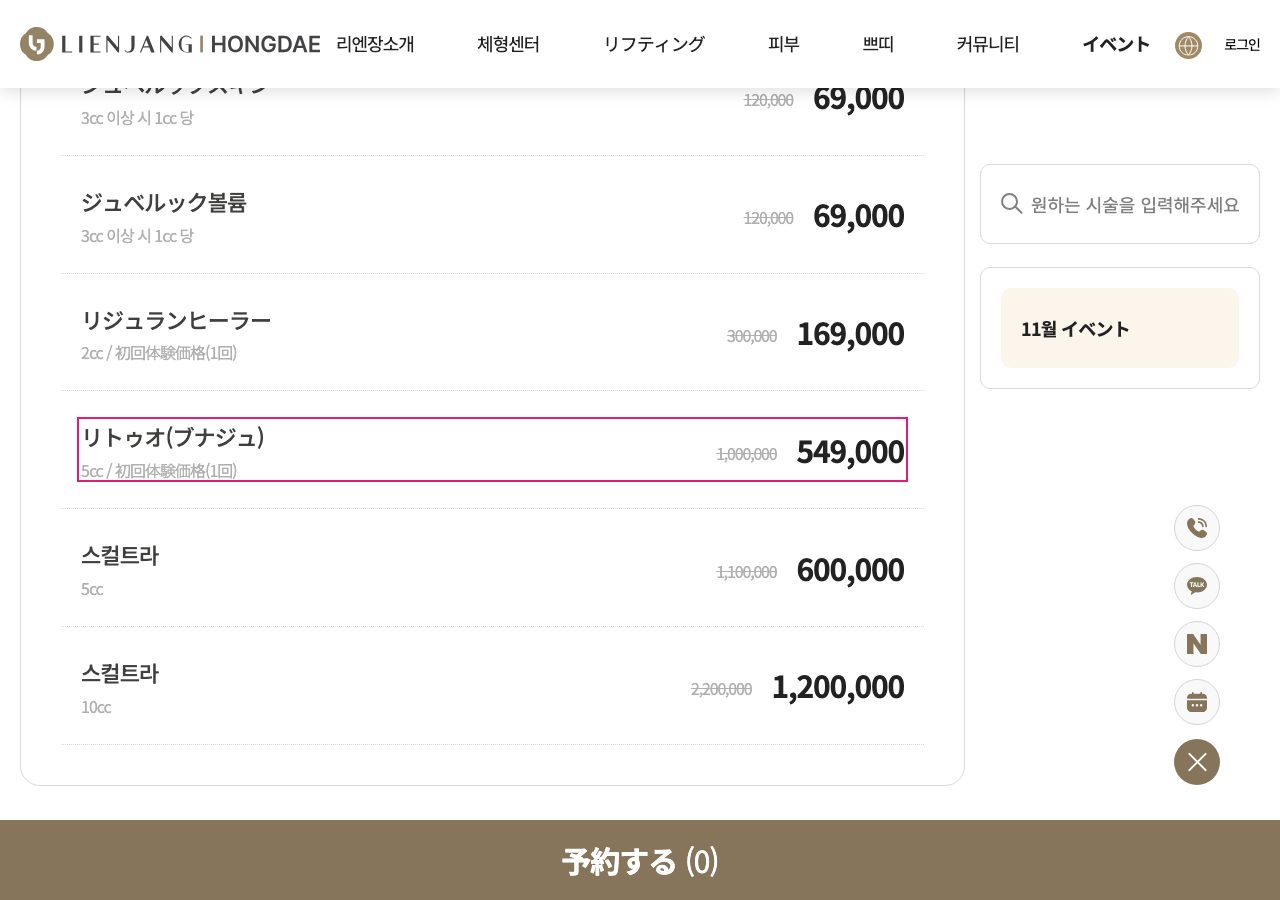 LIENJANG | HONGDAE
리엔장소개
체형센터
リフティング
피부
쁘띠
커뮤니티
イベント
로그인
3cc 이상 시 1cc 당
120,000 69,000
ジュベルック볼륨
3cc 이상 시 1cc 당
120,000 69,000
リジュランヒーラー
2cc / 初回体験価格(1回)
300,000 169,000
リトゥオ(ブナジュ)
5cc / 初回体験価格(1回)
1,000,000 549,000
스컬트라
5cc
1,100,000 600,000
스컬트라
10cc
2,200,000 1,200,000
원하는 시술을 입력해주세요
11월 イベント
TALK
N
予約する (0)